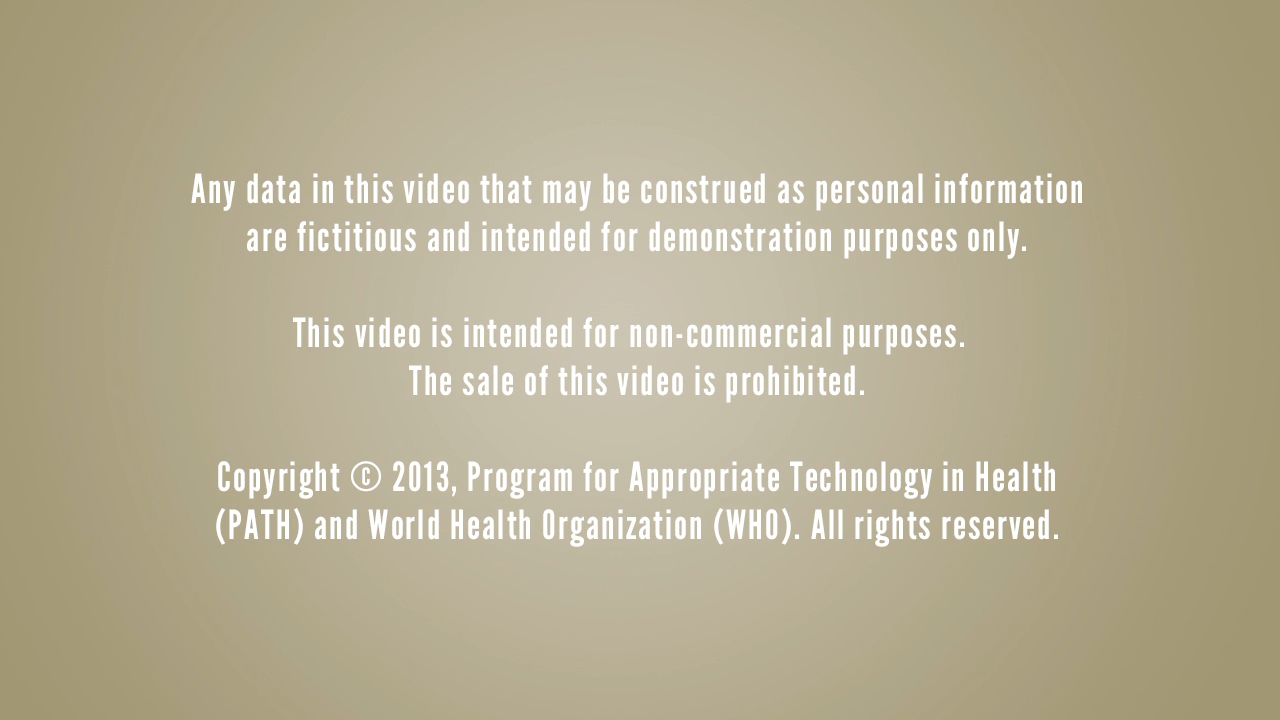 Any data in this video that may be construed as personal information
are fictitious and intended for demonstration purposes only.
This video is intended for non-commercial purposes.
The sale of this video is prohibited.
Copyright © 2013, Program for Appropriate Technology in Health
(PATH) and World Health Organization (WHO). All rights reserved.